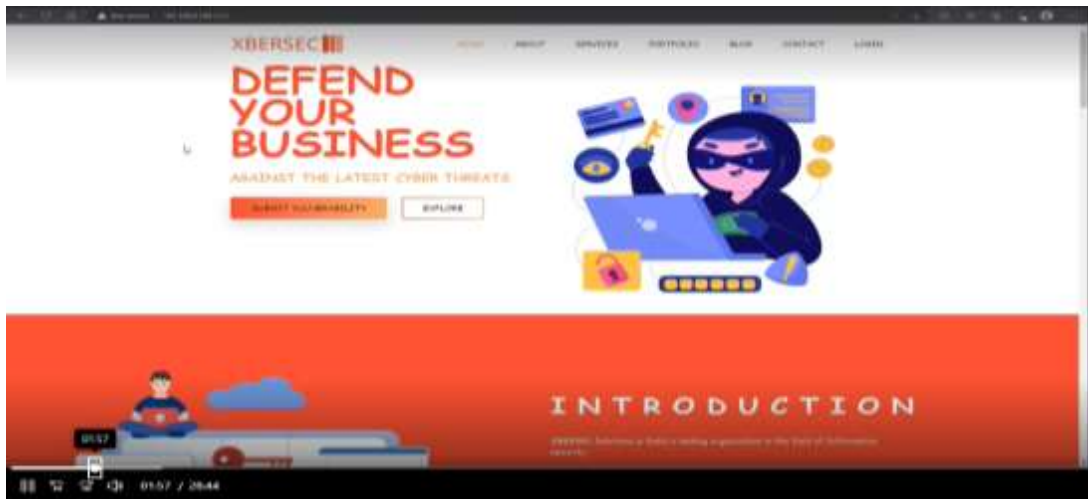 XBERSEC
HOME ABOUT SERVICES PORTFOLIO BLOG CONTACT LOGIN
DEFEND
YOUR
BUSINESS
AGAINST THE LATEST CYBER THREATS
SUBMIT VULNERABILITY EXPLORE
INTRODUCTION
01:57
01:57 / 26:44